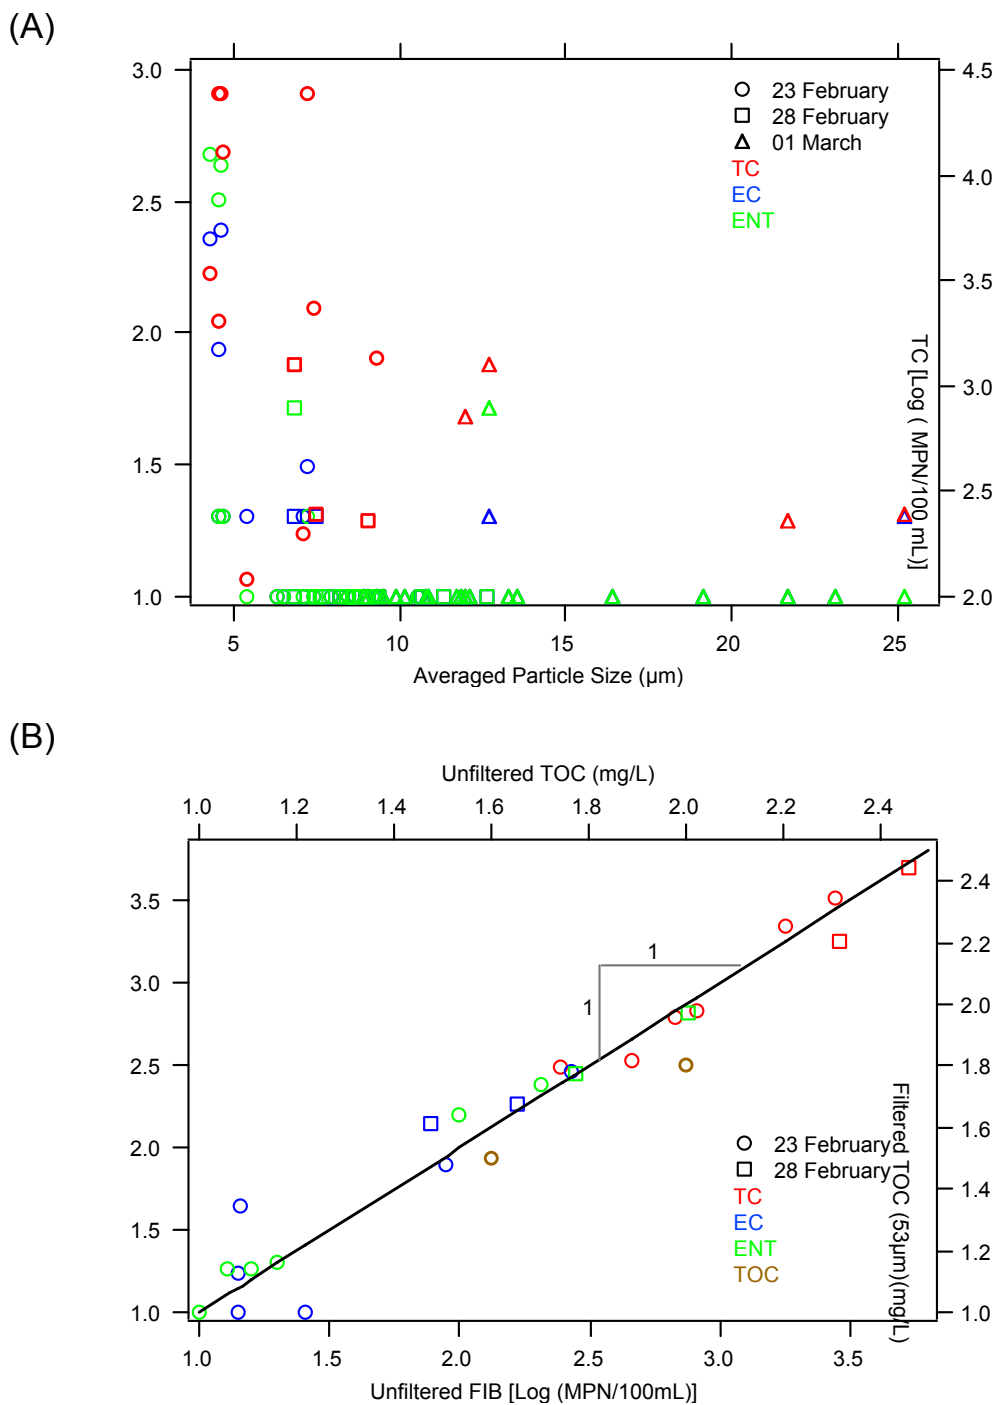 (A)
3.0
2.5
2.0
1.5
1.0
4.5
4.0
3.5
3.0
2.5
2.0
23 February
28 February
01 March
TC
EC
ENT
TC [Log ( MPN/100 mL)]
5 10 15 20 25
Averaged Particle Size (µm)
(B)
Unfiltered TOC (mg/L)
1.0 1.2 1.4 1.6 1.8 2.0 2.2 2.4
3.5
3.0
2.5
2.0
1.5
1.0
1
1
2.4
2.2
2.0
1.8
1.6
1.4
1.2
1.0
23 February
28 February
TC
EC
ENT
TOC
Filtered TOC (53µm)(mg/L)
1.0 1.5 2.0 2.5 3.0 3.5
Unfiltered FIB [Log (MPN/100mL)]